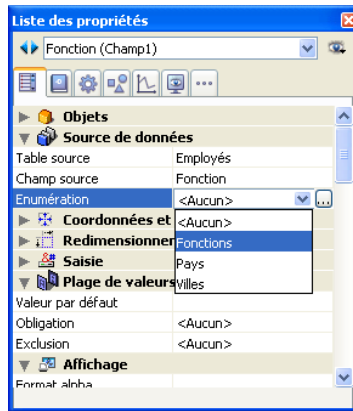 Liste des propriétés
Fonction (Champ1)
Objets
Source de données
Table source Employés
Champ source Fonction
Enumération <Aucun>
<Aucun>
Fonctions
Pays
Villes
Coordonnées et
Redimensionner
Saisie
Plage de valeurs
Valeur par défaut
Obligation <Aucun>
Exclusion <Aucun>
Affichage
Format alpha